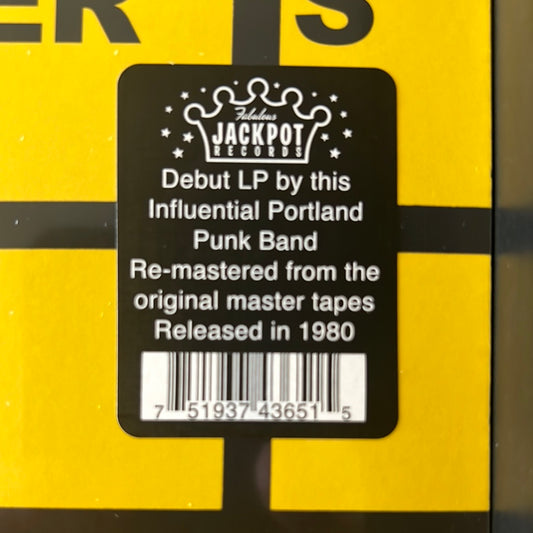 ER S
Fabulous
JACKPOT
RECORDS
Debut LP by this
Influential Portland
Punk Band
Re-mastered from the
original master tapes
Released in 1980
7 51937 43651 5